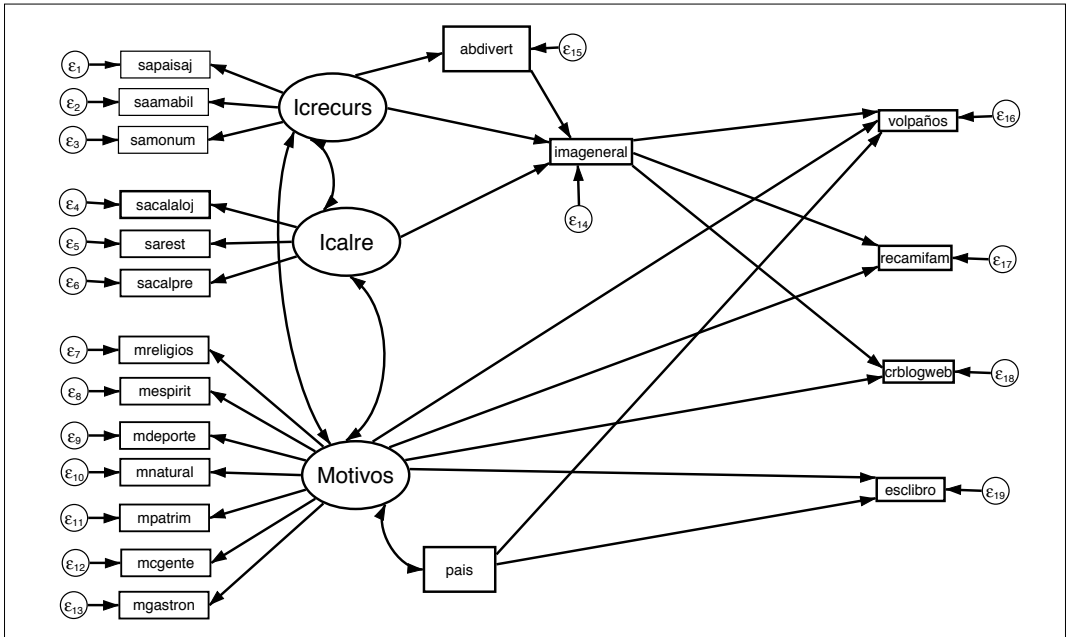 ε1 sapaisaj
ε2 saamabil
ε3 samonum
Icrecurs
abdivert ε15
ε4 sacalaloj
ε5 sarest
ε6 sacalpre
Icalre
imageneral
ε14
volpaños ε16
recamifam ε17
crblogweb ε18
esclibro ε19
ε7 mreligios
ε8 mespirit
ε9 mdeporte
ε10 mnatural
ε11 mpatrim
ε12 mcgente
ε13 mgastron
Motivos
pais